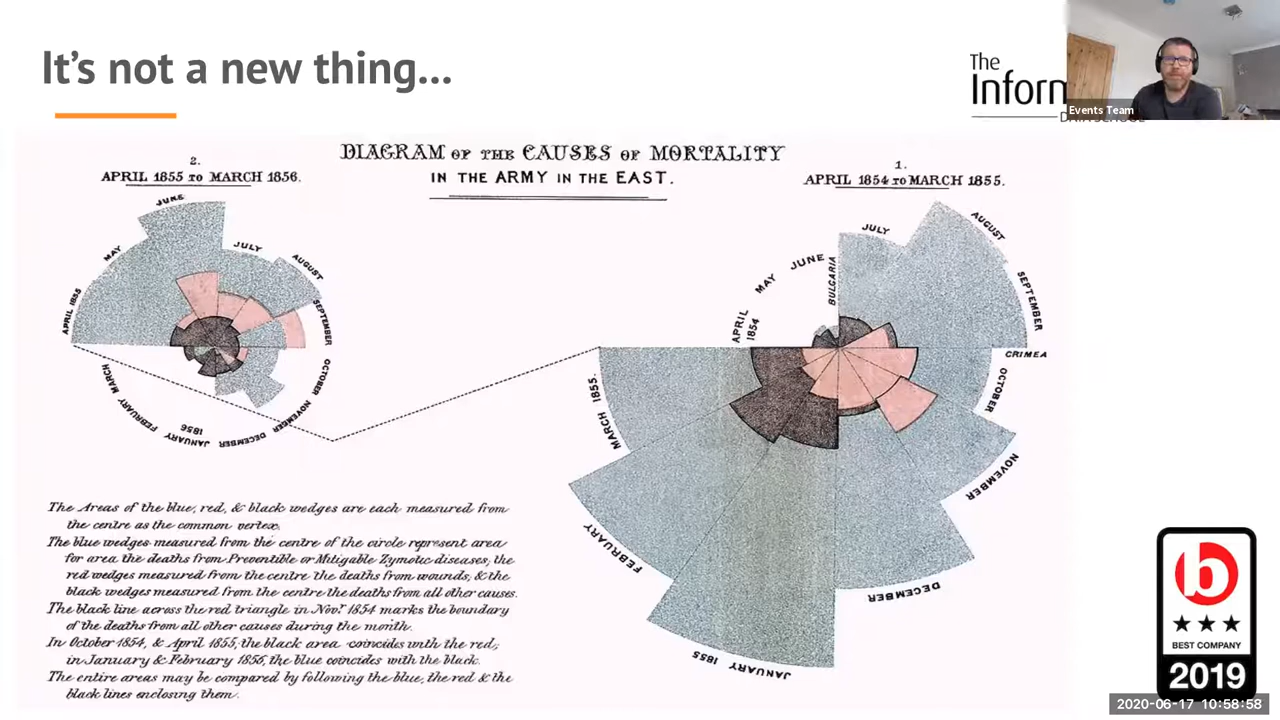 It's not a new thing...
The
Inform
Events Team
DIAGRAM OF THE CAUSES OF MORTALITY
IN THE ARMY IN THE EAST.
2.
APRIL 1855 TO MARCH 1856.
1.
APRIL 1854 TO MARCH 1855.
JUNE
MAY
JULY
AUGUST
APRIL 1855
SEPTEMBER
OCTOBER
NOVEMBER
DECEMBER
JANUARY
1856
FEBRUARY
MARCH
JULY
AUGUST
JUNE
BULGARIA
MAY
SEPTEMBER
APRIL
1854
CRIMEA
OCTOBER
MARCH 1855.
NOVEMBER
FEBRUARY
DECEMBER
JANUARY 1855
The Areas of the blue, red, & black wedges are each measured from
the centre as the common vertex.
The blue wedges measured from the centre of the circle represent area
for area the deaths from Preventible or Mitigable Zymotic diseases; the
red wedges measured from the centre the deaths from wounds; & the
black wedges measured from the centre the deaths from all other causes.
The black line across the red triangle in Novr. 1854 marks the boundary
of the deaths from all other causes during the month.
In October 1854, & April 1855, the black area coincides with the red;
in January & February 1856, the blue coincides with the black.
The entire areas may be compared by following the blue, the red & the
black lines enclosing them.
b
BEST COMPANY
2019
2020-06-17 10:58:58